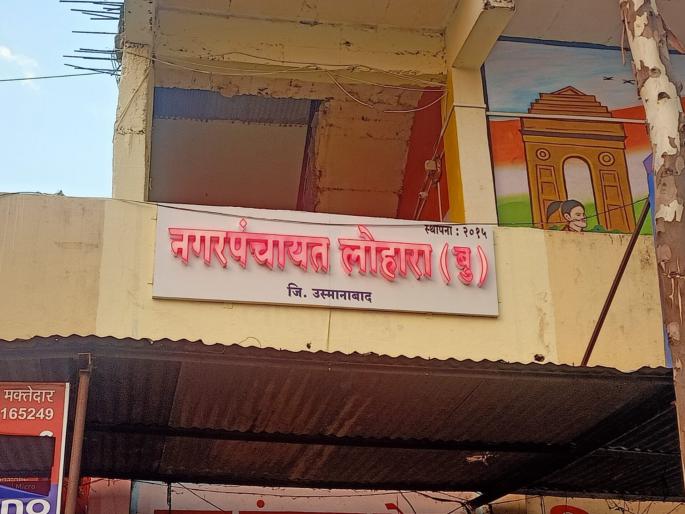 स्थापना : २०१५
नगरपंचायत लोहारा (बु)
जि. उस्मानाबाद
मक्तेदार
165249